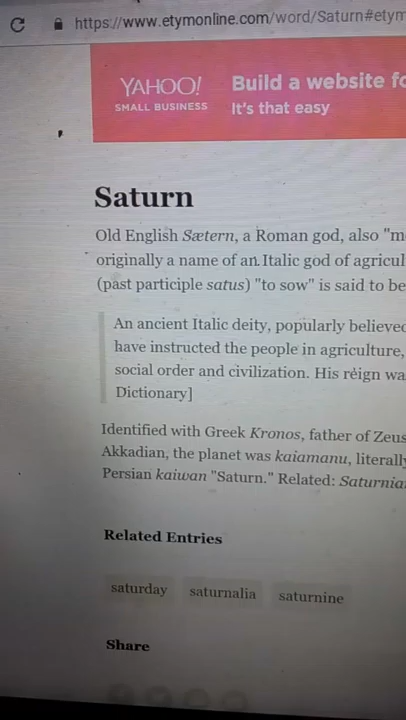 https://www.etymonline.com/word/Saturn#etym
YAHOO!
SMALL BUSINESS
Build a website fo
It's that easy
Saturn
Old English Sætern, a Roman god, also "m
originally a name of an Italic god of agricul
(past participle satus) "to sow" is said to be
An ancient Italic deity, popularly believed
have instructed the people in agriculture,
social order and civilization. His reign wa
Dictionary]
Identified with Greek Kronos, father of Zeus
Akkadian, the planet was kaiamanu, literally
Persian kaiwan "Saturn." Related: Saturnia
Related Entries
saturday saturnalia saturnine
Share